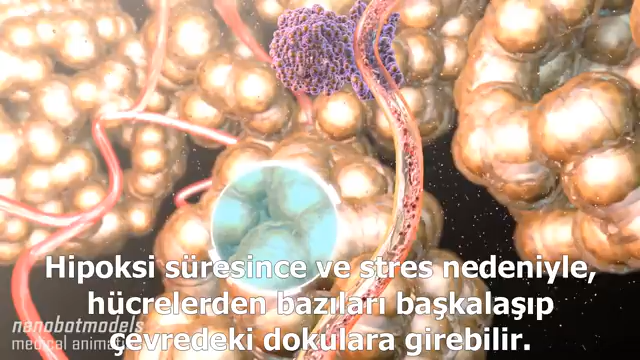 Hipoksi süresince ve stres nedeniyle,
hücrelerden bazıları başkalaşıp
çevredeki dokulara girebilir.
nanobotmodels
medical animation